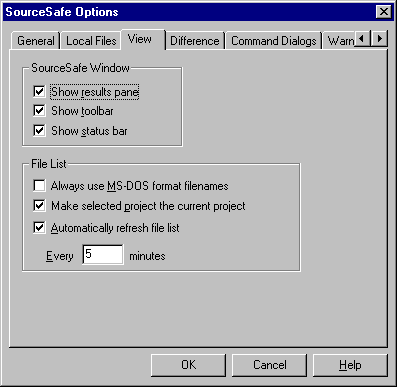 SourceSafe Options
General Local Files View Difference Command Dialogs Warn
SourceSafe Window
Show results pane
Show toolbar
Show status bar
File List
Always use MS-DOS format filenames
Make selected project the current project
Automatically refresh file list
Every 5 minutes
OK Cancel Help